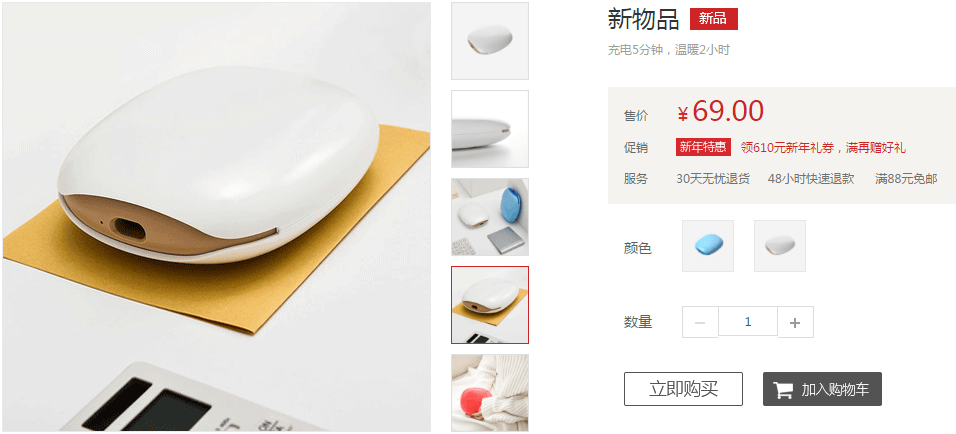 新物品 新品
充电5分钟，温暖2小时
售价 ¥69.00
促销 新年特惠 领610元新年礼券，满再赠好礼
服务 30天无忧退货 48小时快速退款 满88元免邮
颜色
数量 1
立即购买 加入购物车